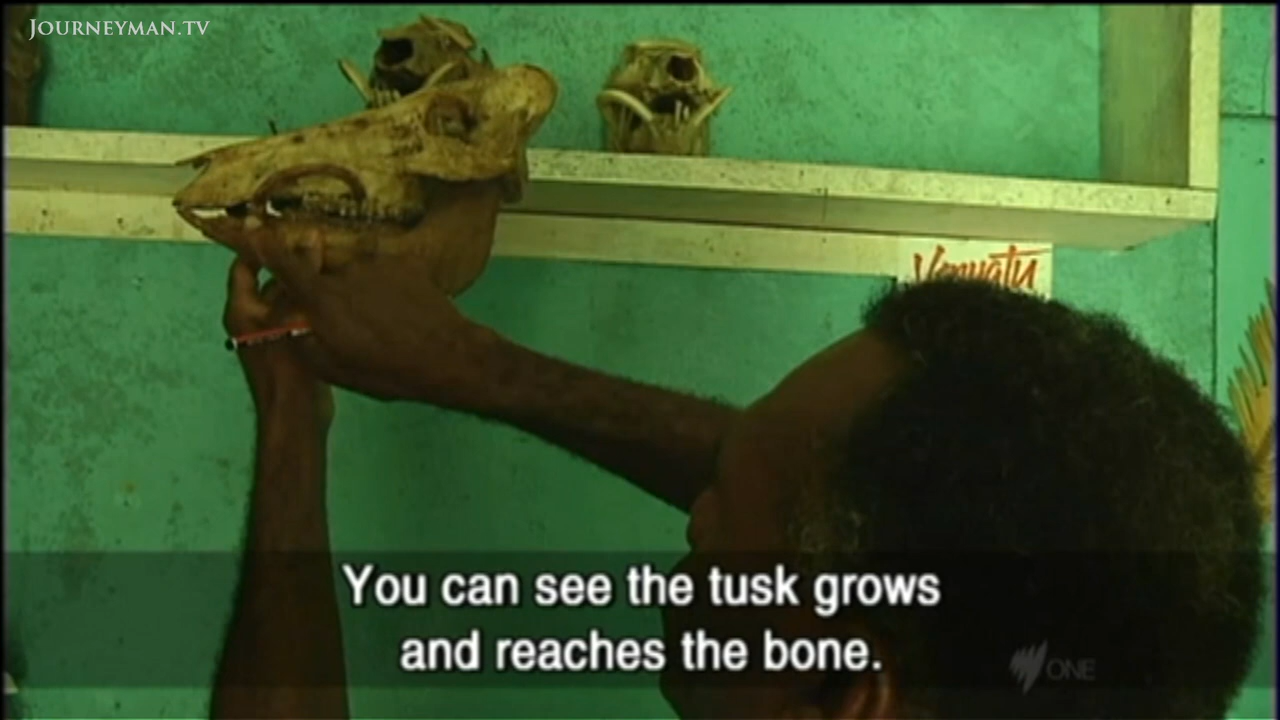 JOURNEYMAN.TV
Vanuatu
You can see the tusk grows
and reaches the bone.
ONE